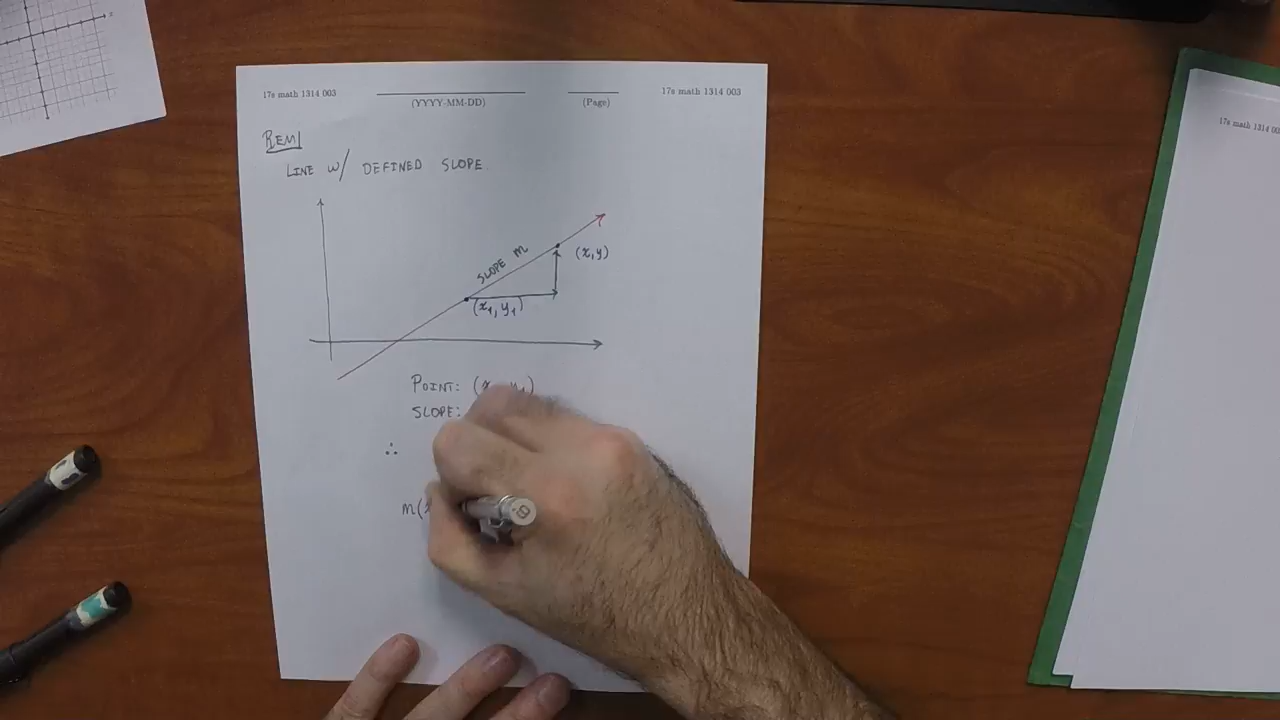 17s math 1314 003 (YYYY-MM-DD) (Page) 17s math 1314 003
REM
LINE W/ DEFINED SLOPE
SLOPE m
(x, y)
(x₁, y₁)
POINT:
SLOPE:
∴
m(
17s math 1314
x